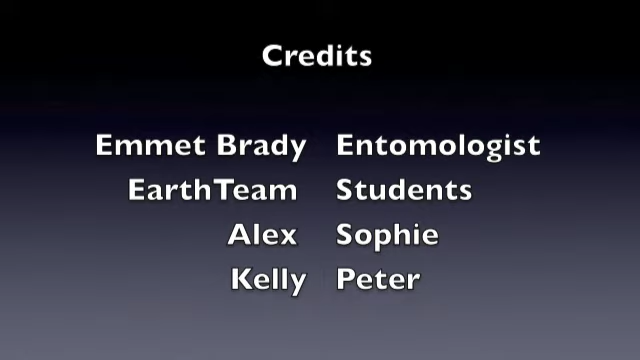 Credits
Emmet Brady Entomologist
EarthTeam Students
Alex Sophie
Kelly Peter